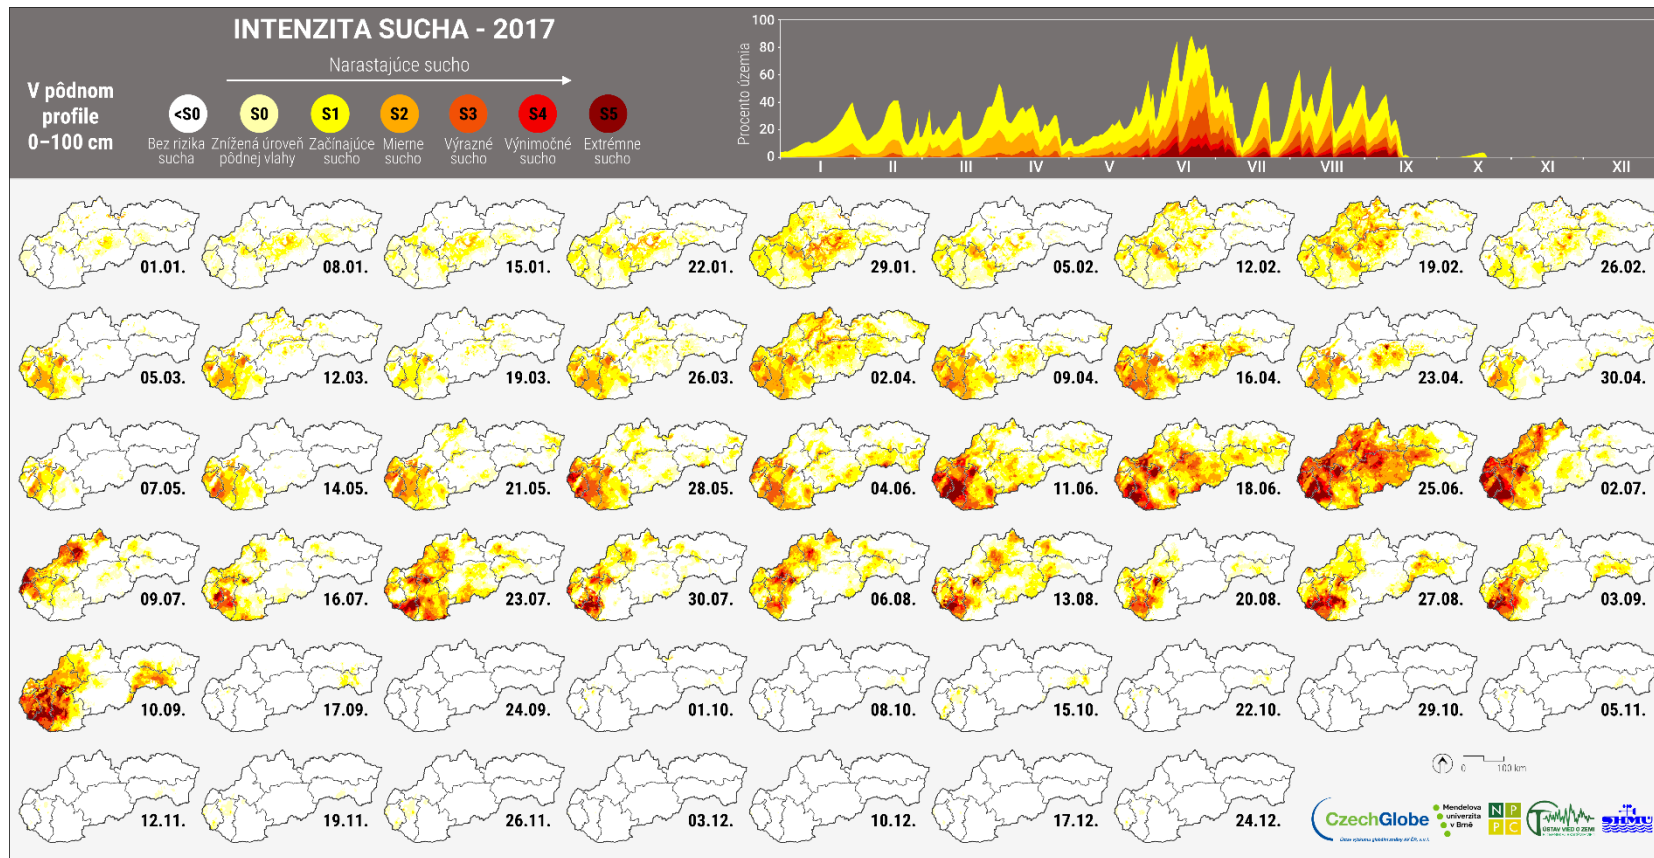 INTENZITA SUCHA - 2017
Narastajúce sucho
V pôdnom
profile
0–100 cm
<S0 S0 S1 S2 S3 S4 S5
Bez rizika sucha
Znížená úroveň pôdnej vlahy
Začínajúce sucho
Mierne sucho
Výrazné sucho
Výnimočné sucho
Extrémne sucho
Procento územia
100
80
60
40
20
0
I II III IV V VI VII VIII IX X XI XII
01.01. 08.01. 15.01. 22.01. 29.01. 05.02. 12.02. 19.02. 26.02.
05.03. 12.03. 19.03. 26.03. 02.04. 09.04. 16.04. 23.04. 30.04.
07.05. 14.05. 21.05. 28.05. 04.06. 11.06. 18.06. 25.06. 02.07.
09.07. 16.07. 23.07. 30.07. 06.08. 13.08. 20.08. 27.08. 03.09.
10.09. 17.09. 24.09. 01.10. 08.10. 15.10. 22.10. 29.10. 05.11.
12.11. 19.11. 26.11. 03.12. 10.12. 17.12. 24.12.
0 100 km
CzechGlobe
Mendelova
univerzita
v Brně
N P
P C
ÚSTAV VIED O ZEMI
SHMÚ